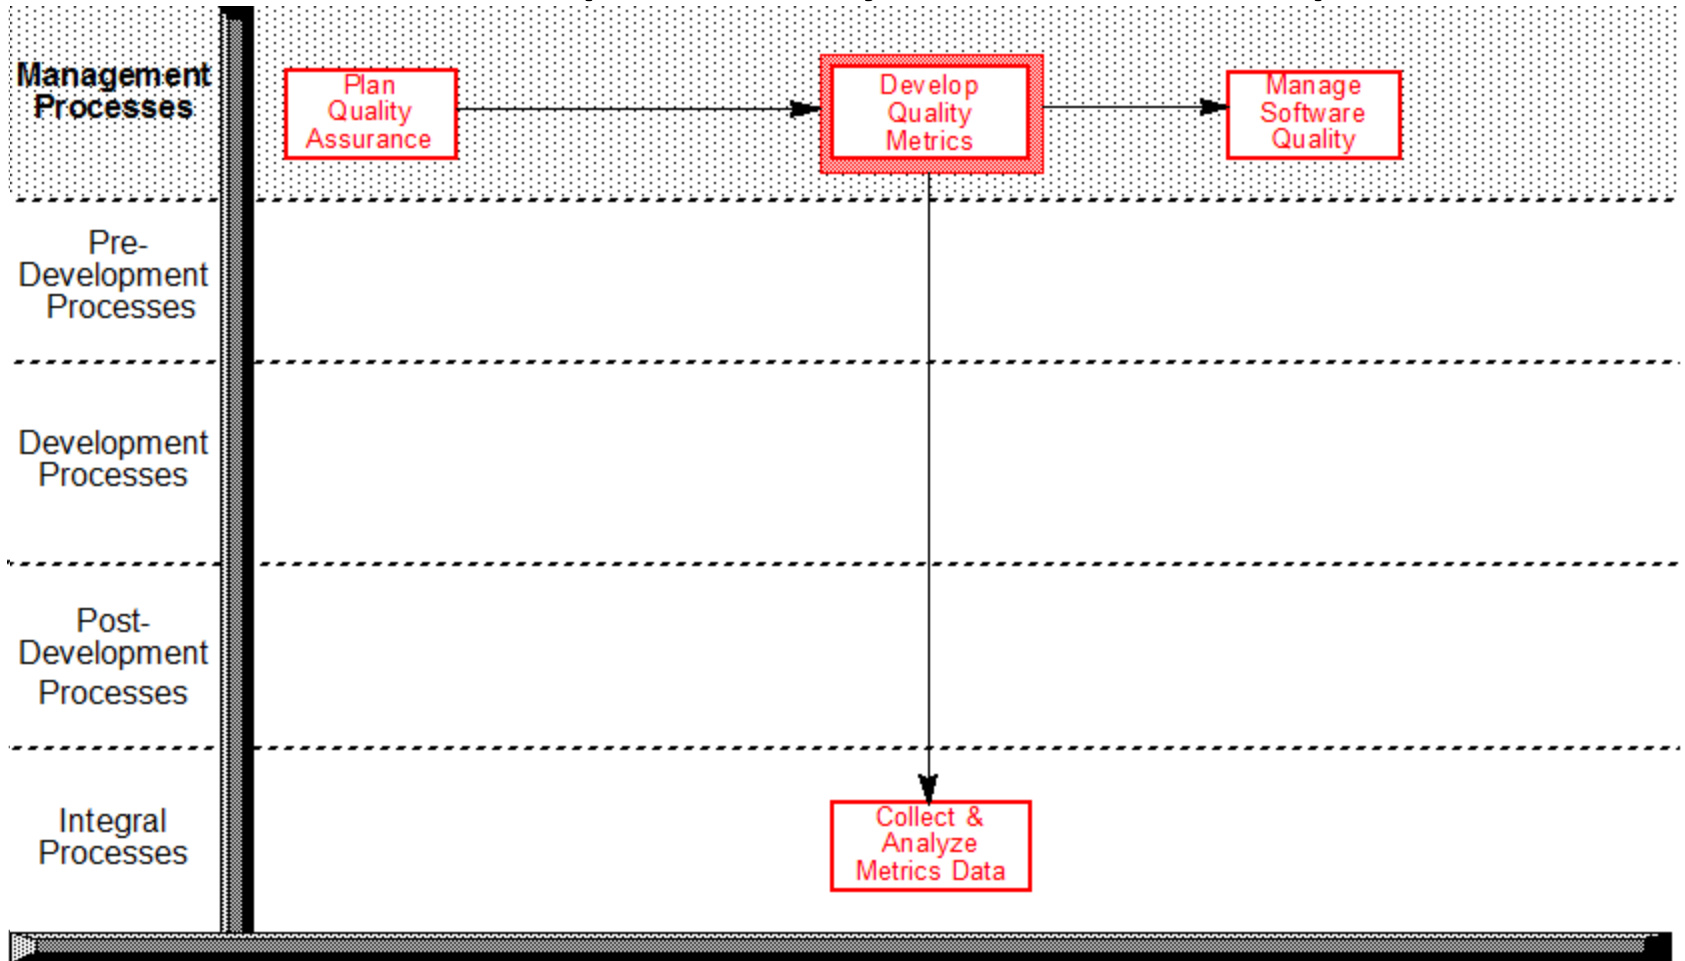 Management
Processes
Plan
Quality
Assurance
Develop
Quality
Metrics
Manage
Software
Quality
Pre-
Development
Processes
Development
Processes
Post-
Development
Processes
Integral
Processes
Collect &
Analyze
Metrics Data